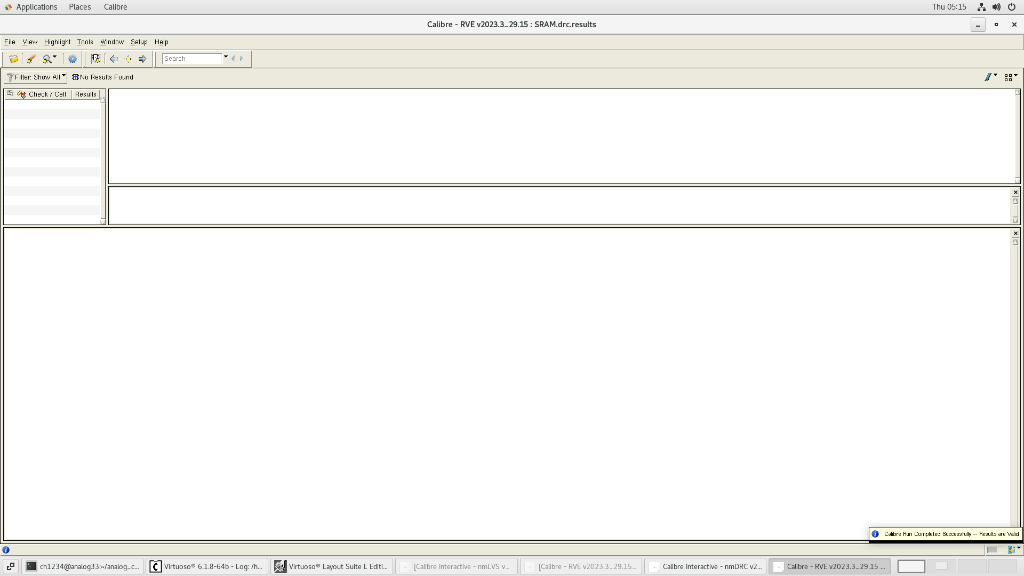 Applications Places Calibre Thu 05:15
Calibre - RVE v2023.3_29.15 : SRAM.drc.results
File View Highlight Tools Window Setup Help
Search
Filter: Show All No Results Found
Check / Cell Results
Calibre Run Completed Successfully -- Results are Valid
ch1234@analog33:~/analog_c... Virtuoso® 6.1.8-64b - Log: /h... Virtuoso® Layout Suite L Editi... [Calibre Interactive - nmLVS v... [Calibre - RVE v2023.3_29.15... Calibre Interactive - nmDRC v2... Calibre - RVE v2023.3_29.15 ...